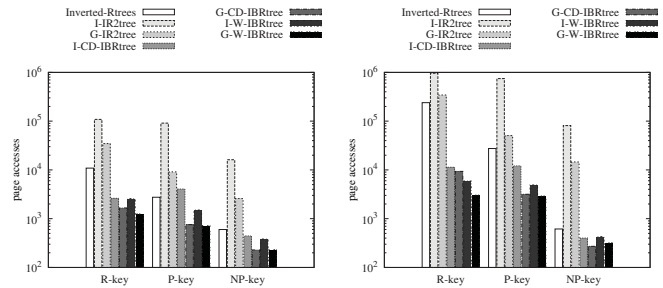 Inverted-Rtrees
I-IR2tree
G-IR2tree
I-CD-IBRtree
G-CD-IBRtree
I-W-IBRtree
G-W-IBRtree
page accesses
10^6
10^5
10^4
10^3
10^2
R-key P-key NP-key
Inverted-Rtrees
I-IR2tree
G-IR2tree
I-CD-IBRtree
G-CD-IBRtree
I-W-IBRtree
G-W-IBRtree
page accesses
10^6
10^5
10^4
10^3
10^2
R-key P-key NP-key